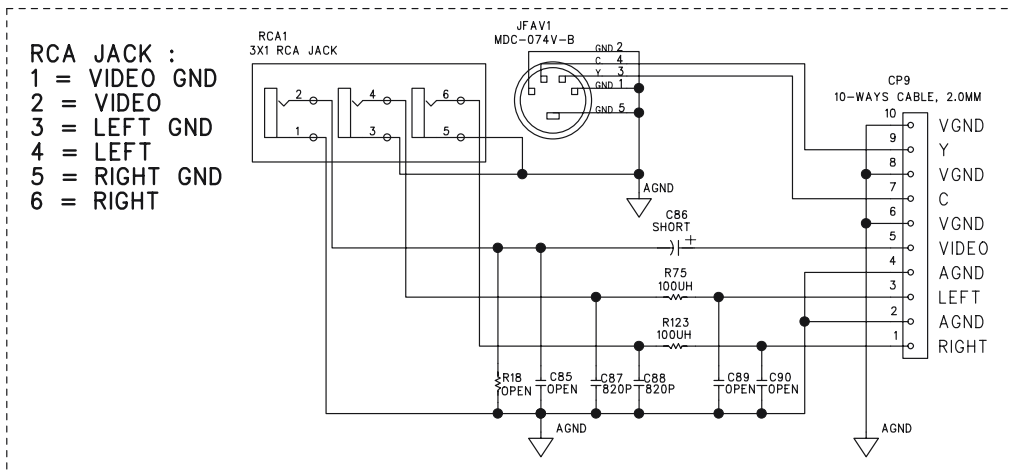 RCA JACK :
1 = VIDEO GND
2 = VIDEO
3 = LEFT GND
4 = LEFT
5 = RIGHT GND
6 = RIGHT
RCA1
3X1 RCA JACK
2
1
4
3
6
5
JFAV1
MDC-074V-B
GND 2
C. 4
Y. 3
GND 1
GND 5
AGND
C86
SHORT
+
R75
100UH
R123
100UH
R18
OPEN
C85
OPEN
C87
820P
C88
820P
C89
OPEN
C90
OPEN
AGND
CP9
10-WAYS CABLE, 2.0MM
10 VGND
9 Y
8 VGND
7 C
6 VGND
5 VIDEO
4 AGND
3 LEFT
2 AGND
1 RIGHT
AGND